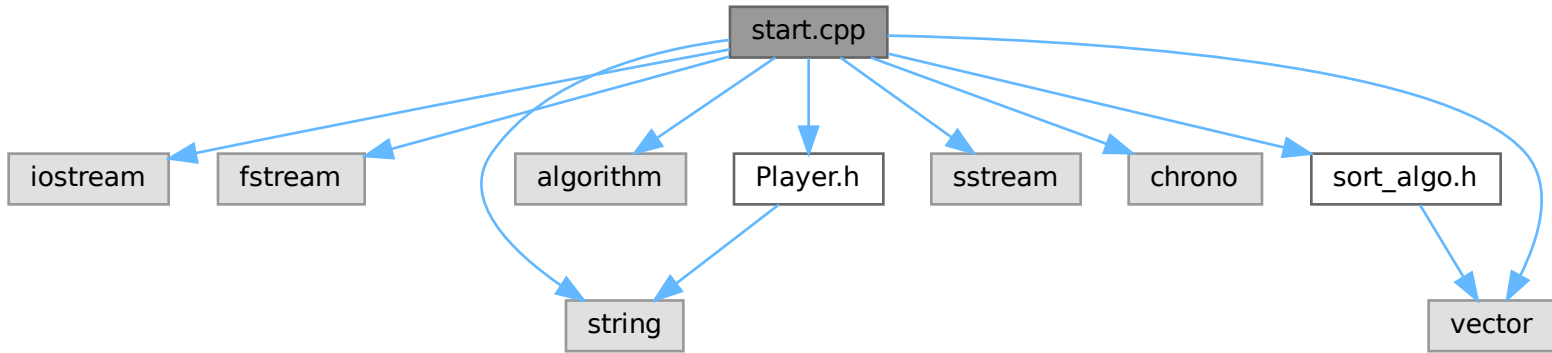 start.cpp
iostream
fstream
algorithm
Player.h
sstream
chrono
sort_algo.h
string
vector